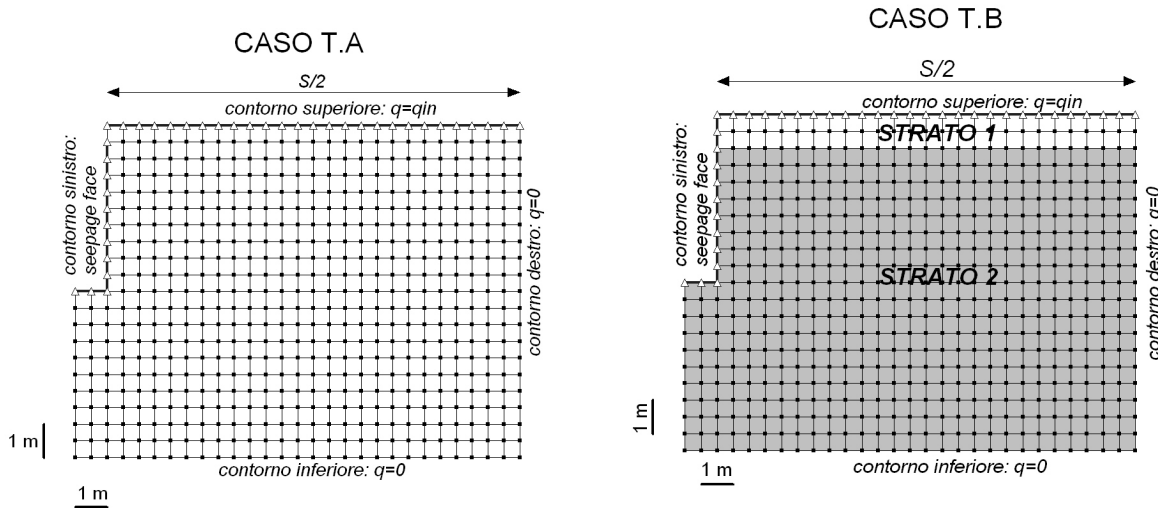 CASO T.A
S/2
contorno superiore: q=qin
contorno sinistro:
seepage face
contorno destro: q=0
1 m
contorno inferiore: q=0
1 m
CASO T.B
S/2
contorno superiore: q=qin
STRATO 1
contorno sinistro:
seepage face
STRATO 2
contorno destro: q=0
1 m
contorno inferiore: q=0
1 m